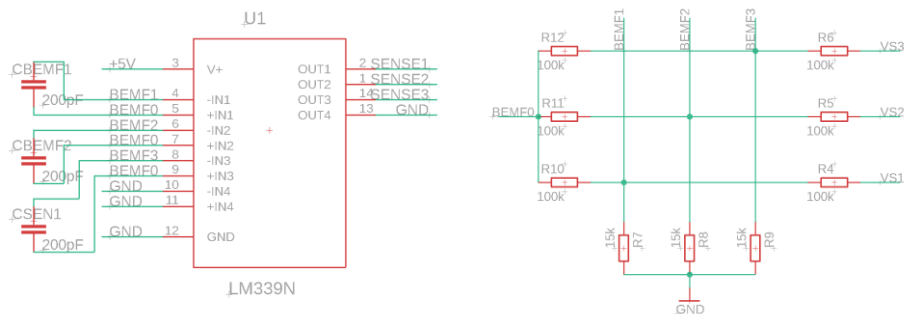 U1
CBEMF1
200pF
CBEMF2
200pF
CSEN1
200pF
+5V
BEMF1
BEMF0
BEMF2
BEMF0
BEMF3
BEMF0
GND
GND
GND
3 V+
4 -IN1
5 +IN1
6 -IN2
7 +IN2
8 -IN3
9 +IN3
10 -IN4
11 +IN4
12 GND
OUT1 2 SENSE1
OUT2 1 SENSE2
OUT3 14 SENSE3
OUT4 13 GND
LM339N
BEMF1
BEMF2
BEMF3
R12
100k
R6
100k
VS3
BEMF0
R11
100k
R5
100k
VS2
R10
100k
R4
100k
VS1
15k
R7
15k
R8
15k
R9
GND